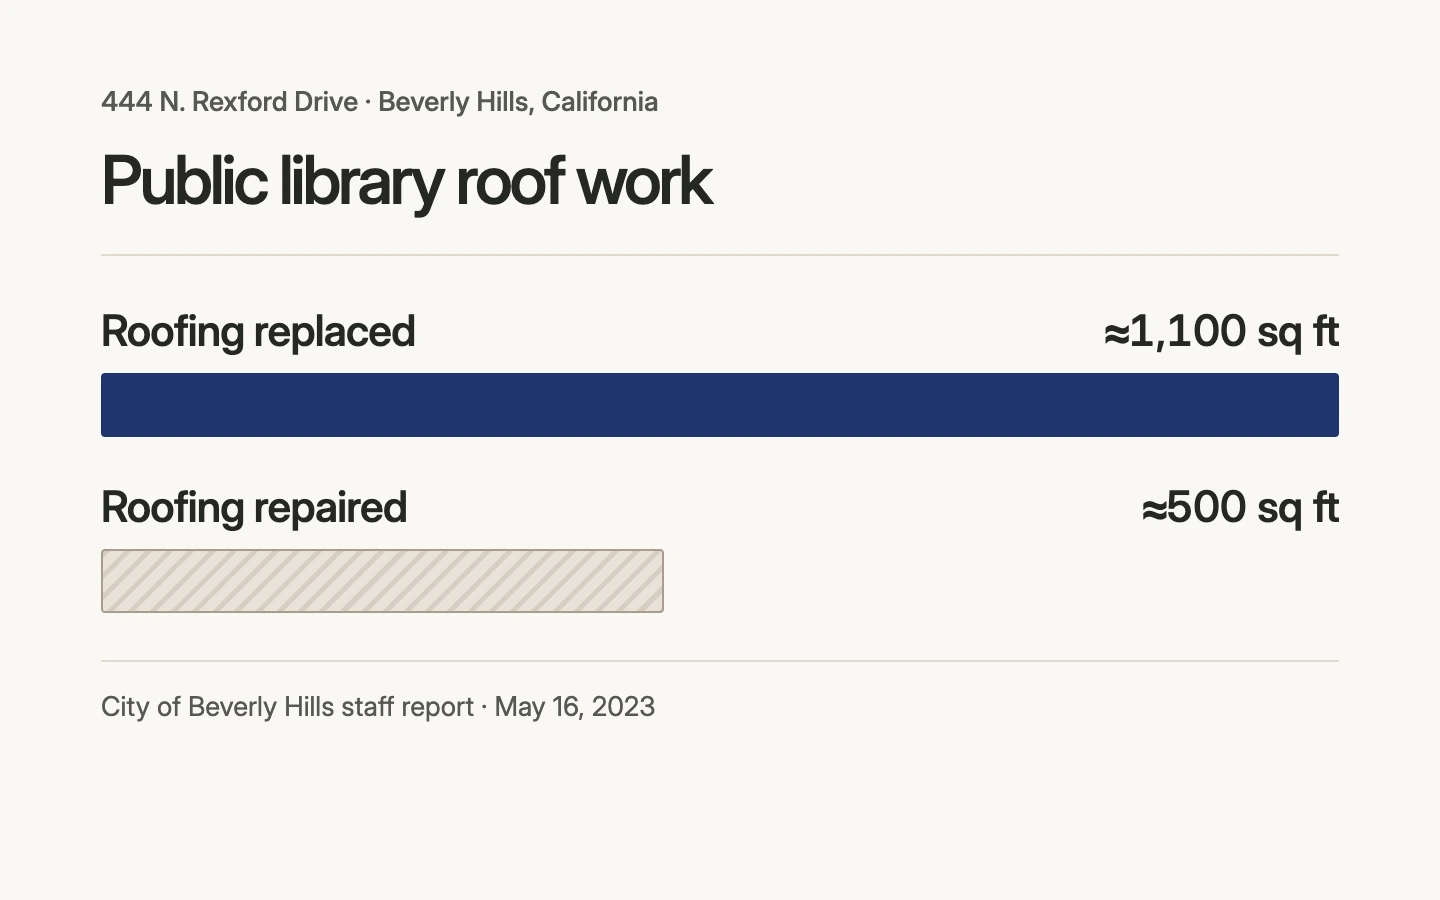 444 N. Rexford Drive · Beverly Hills, California
Public library roof work
Roofing replaced ≈1,100 sq ft
Roofing repaired ≈500 sq ft
City of Beverly Hills staff report · May 16, 2023